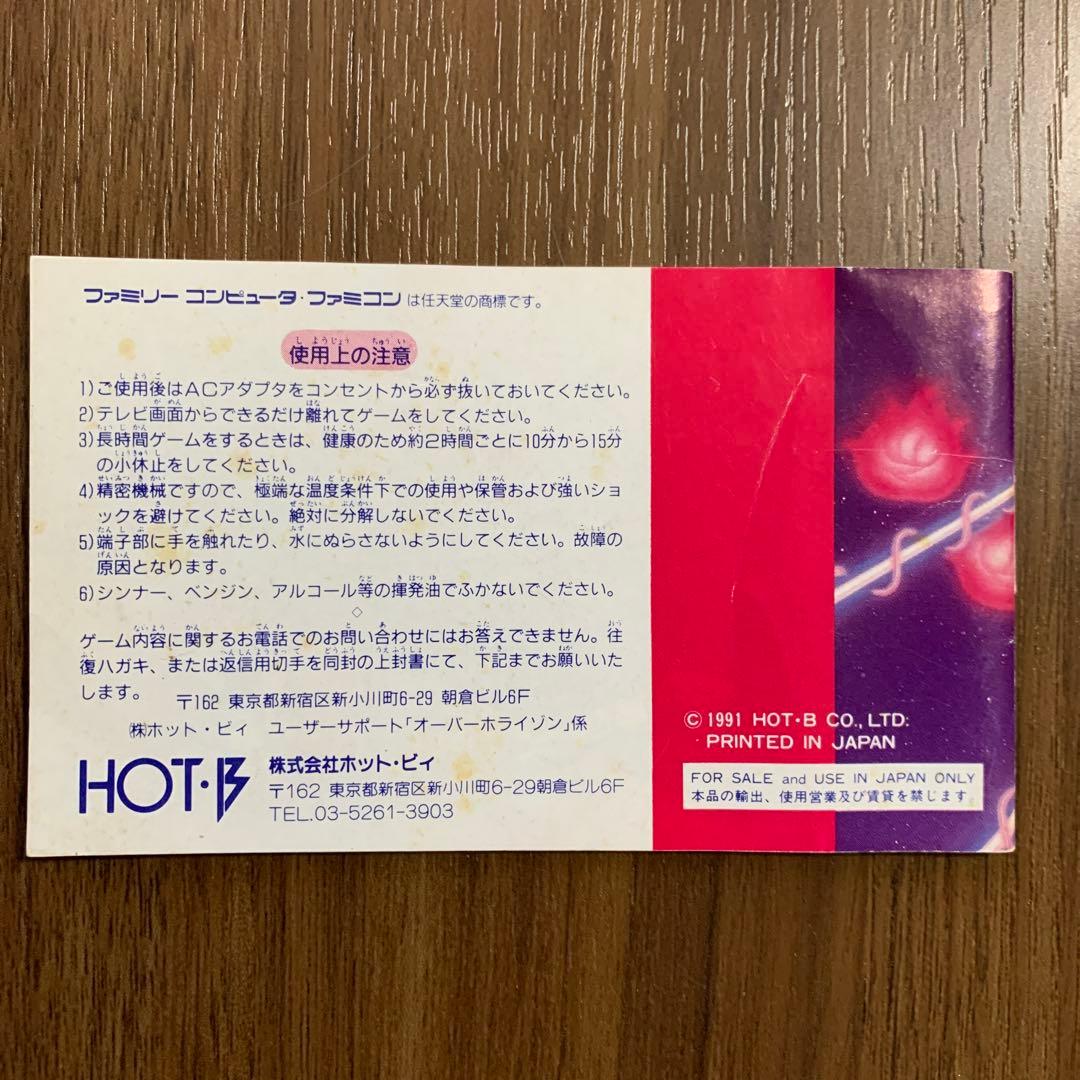 ファミリー コンピュータ・ファミコン は任天堂の商標です。
使用上の注意
1)ご使用後はACアダプタをコンセントから必ず抜いておいてください。
2)テレビ画面からできるだけ離れてゲームをしてください。
3)長時間ゲームをするときは、健康のため約2時間ごとに10分から15分
の小休止をしてください。
4)精密機械ですので、極端な温度条件下での使用や保管および強いショ
ックを避けてください。絶対に分解しないでください。
5)端子部に手を触れたり、水にぬらさないようにしてください。故障の
原因となります。
6)シンナー、ベンジン、アルコール等の揮発油でふかないでください。
◇
ゲーム内容に関するお電話でのお問い合わせにはお答えできません。往
復ハガキ、または返信用切手を同封の上封書にて、下記までお願いいた
します。
〒162 東京都新宿区新小川町6-29 朝倉ビル6F
㈱ホット・ビィ ユーザーサポート「オーバーホライゾン」係
HOT・B
株式会社ホット・ビィ
〒162 東京都新宿区新小川町6-29朝倉ビル6F
TEL.03-5261-3903
© 1991 HOT・B CO., LTD.
PRINTED IN JAPAN
FOR SALE and USE IN JAPAN ONLY
本品の輸出、使用営業及び賃貸を禁じます。